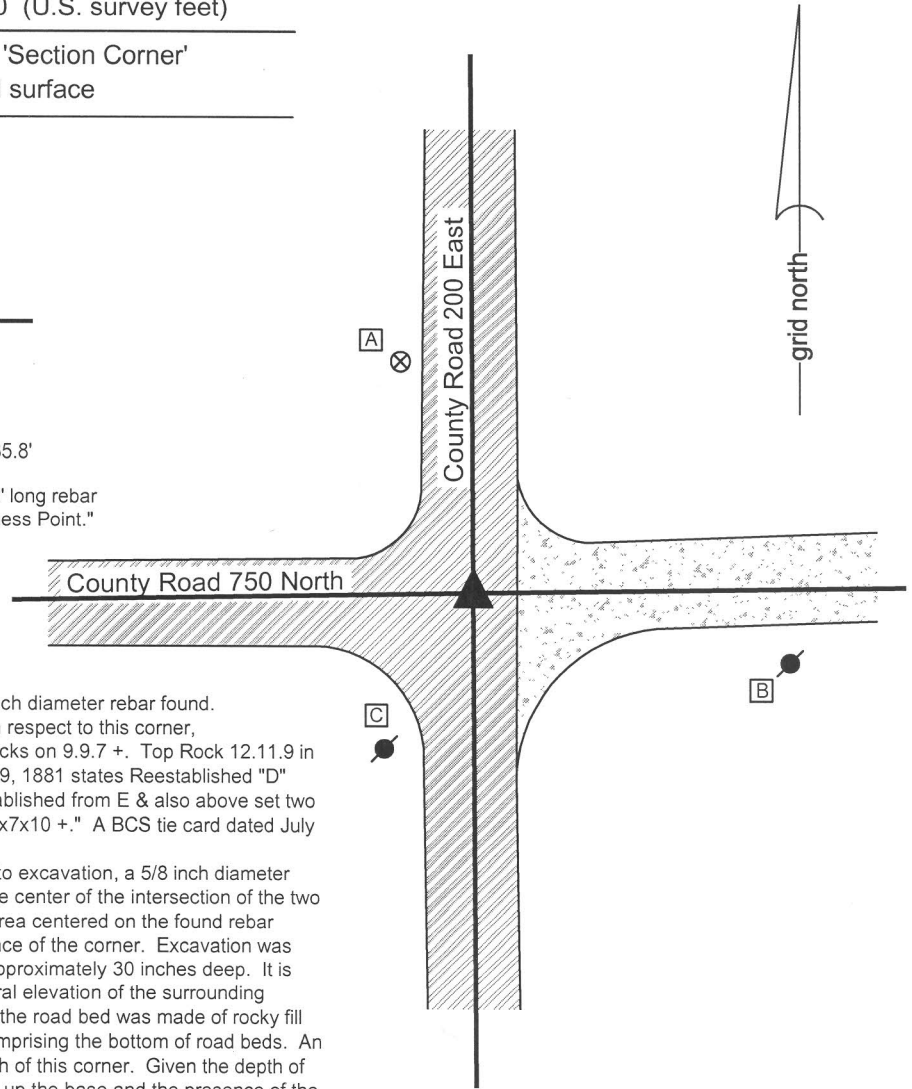 (U.S. survey feet)
'Section Corner'
surface
A
County Road 200 East
grid north
5.8'
' long rebar
ess Point."
County Road 750 North
B
C
ch diameter rebar found.
respect to this corner,
cks on 9.9.7 +. Top Rock 12.11.9 in
9, 1881 states Reestablished "D"
ablished from E & also above set two
x7x10 +." A BCS tie card dated July
to excavation, a 5/8 inch diameter
e center of the intersection of the two
area centered on the found rebar
nce of the corner. Excavation was
pproximately 30 inches deep. It is
ral elevation of the surrounding
the road bed was made of rocky fill
mprising the bottom of road beds. An
h of this corner. Given the depth of
up the base and the presence of the